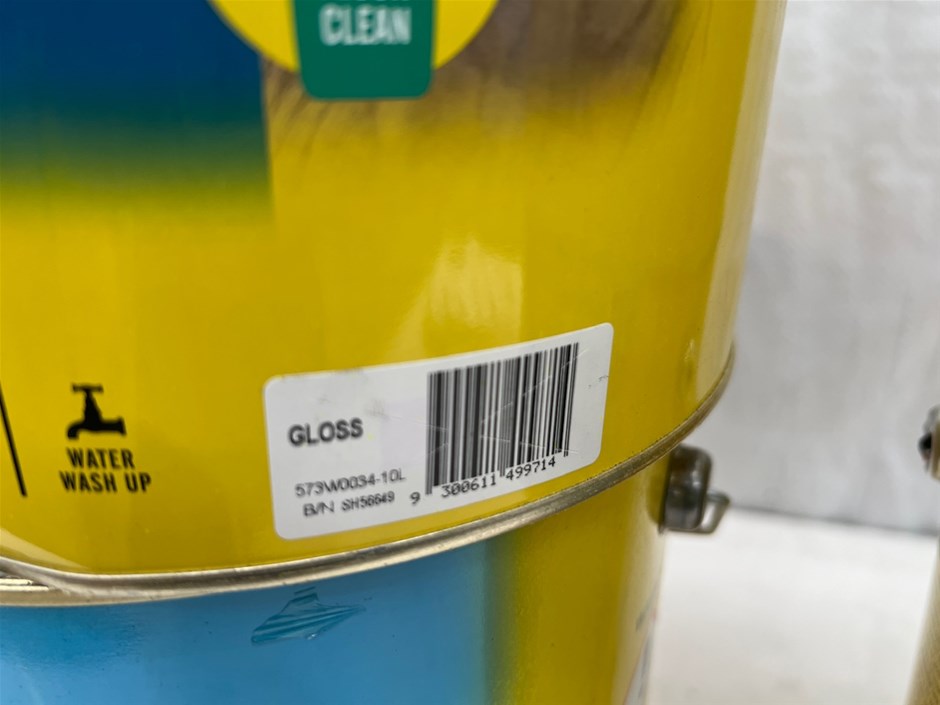 CLEAN
WATER
WASH UP
GLOSS
573W0034-10L
B/N SH56649
9 300611 499714